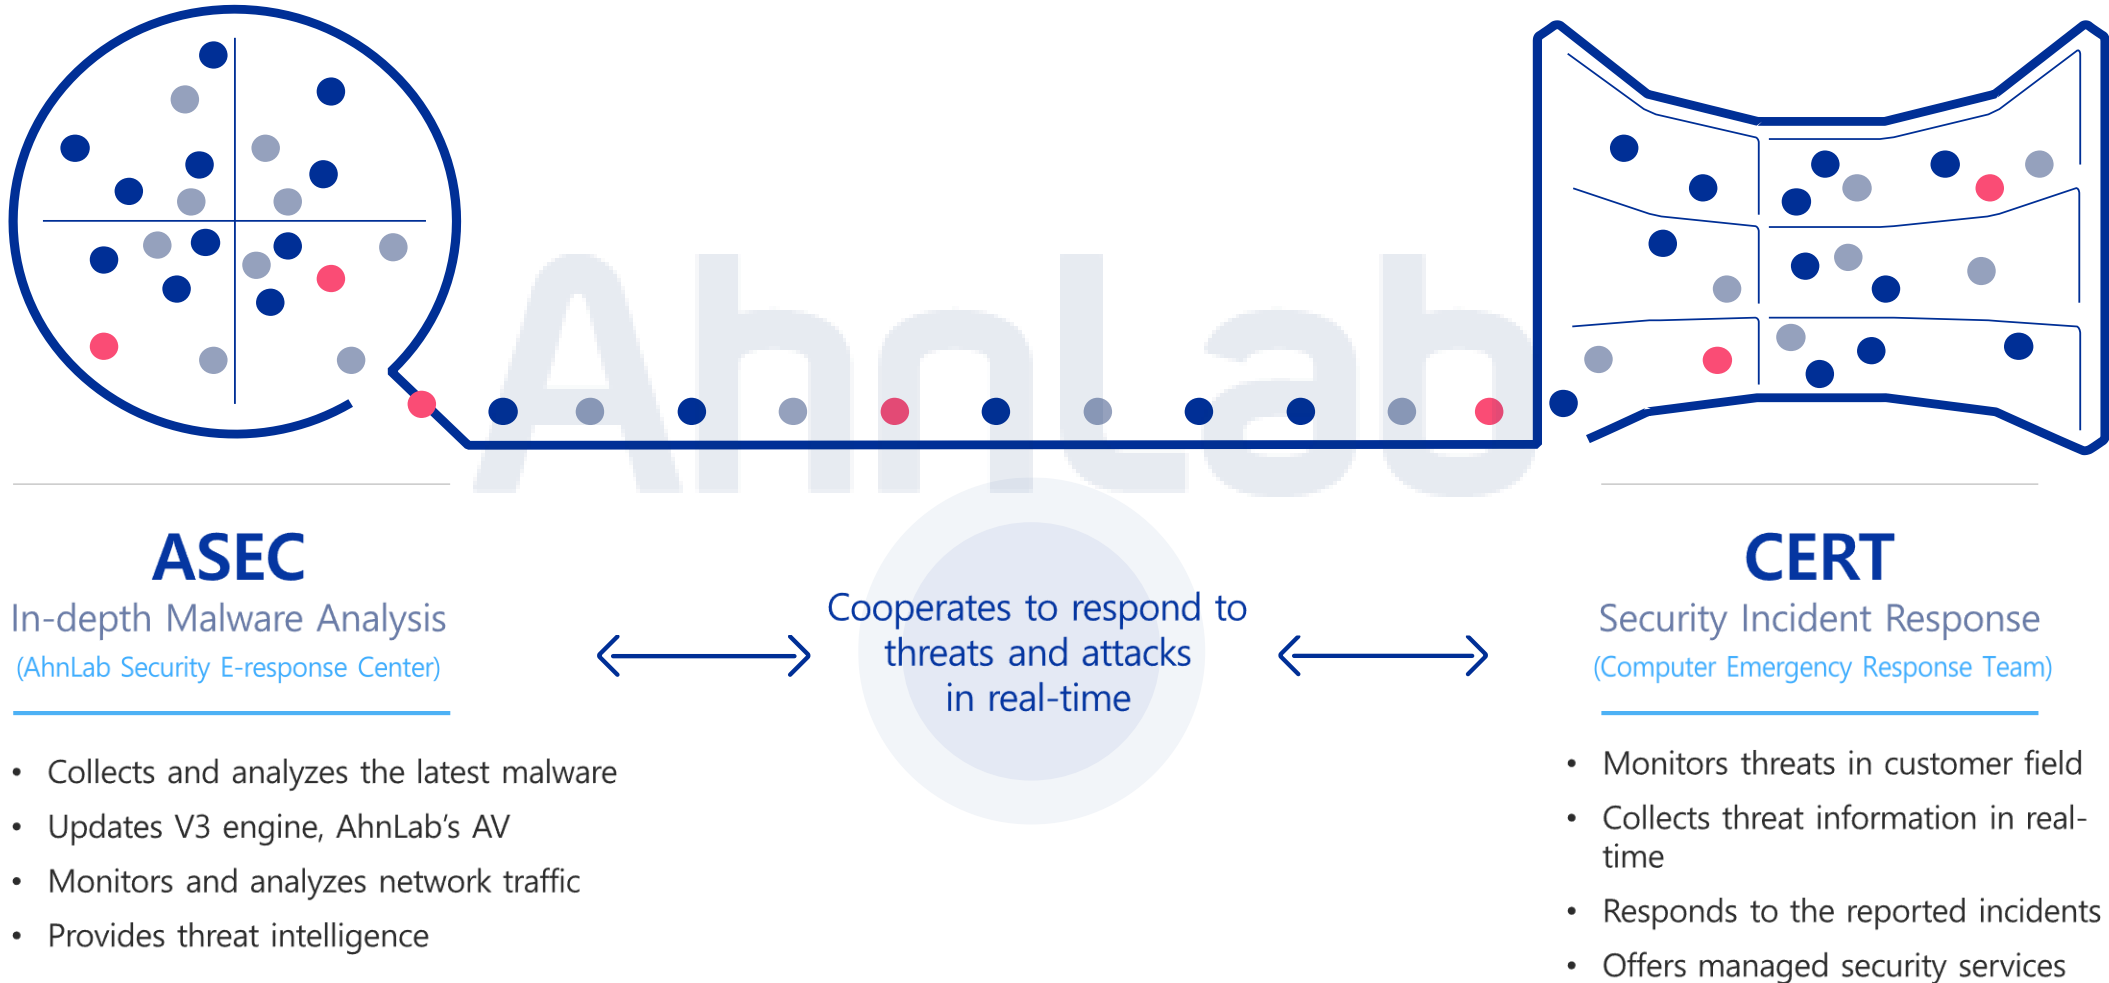 AhnLab
ASEC
In-depth Malware Analysis
(AhnLab Security E-response Center)
• Collects and analyzes the latest malware
• Updates V3 engine, AhnLab’s AV
• Monitors and analyzes network traffic
• Provides threat intelligence
Cooperates to respond to
threats and attacks
in real-time
CERT
Security Incident Response
(Computer Emergency Response Team)
• Monitors threats in customer field
• Collects threat information in real-
time
• Responds to the reported incidents
• Offers managed security services